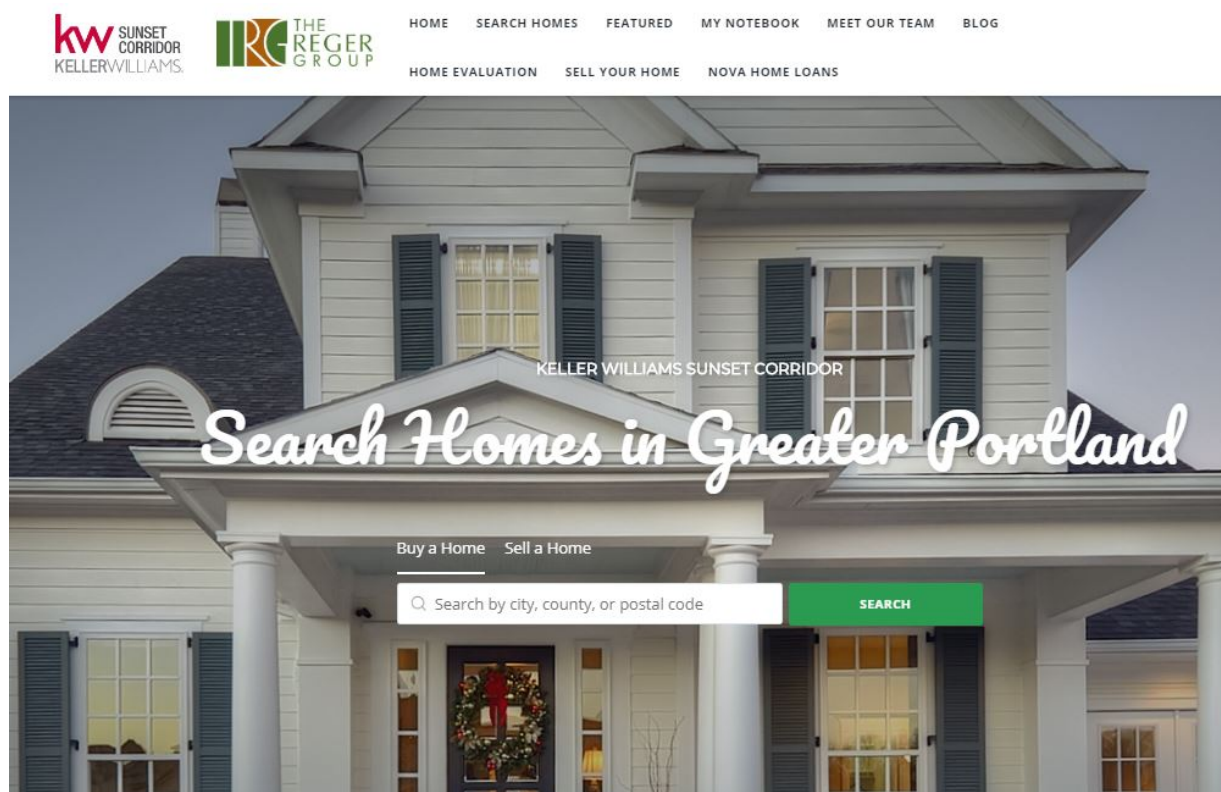 kw SUNSET CORRIDOR
KELLERWILLIAMS.
TRG THE REGER GROUP
HOME SEARCH HOMES FEATURED MY NOTEBOOK MEET OUR TEAM BLOG
HOME EVALUATION SELL YOUR HOME NOVA HOME LOANS
KELLER WILLIAMS SUNSET CORRIDOR
Search Homes in Greater Portland
Buy a Home Sell a Home
Search by city, county, or postal code
SEARCH